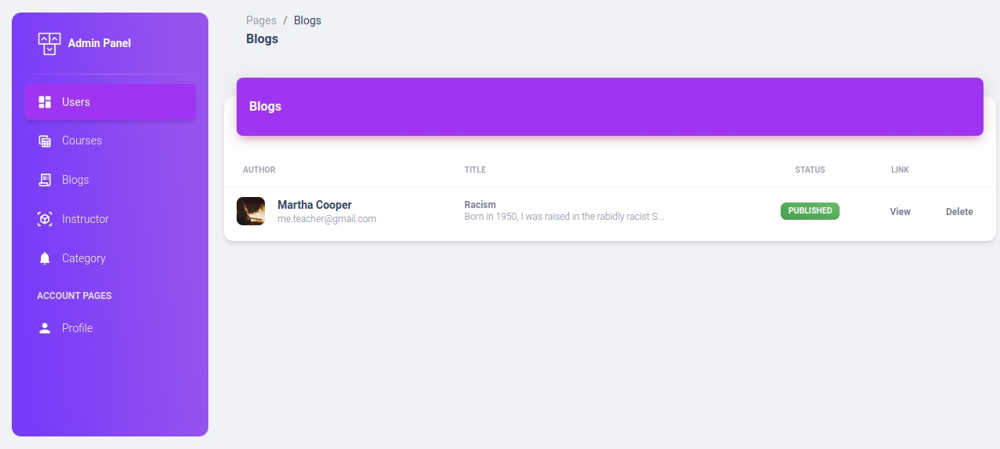 Admin Panel
Users
Courses
Blogs
Instructor
Category
ACCOUNT PAGES
Profile
Pages / Blogs
Blogs
Blogs
AUTHOR TITLE STATUS LINK
Martha Cooper
me.teacher@gmail.com
Racism
Born in 1950, I was raised in the rabidly racist S...
PUBLISHED
View Delete